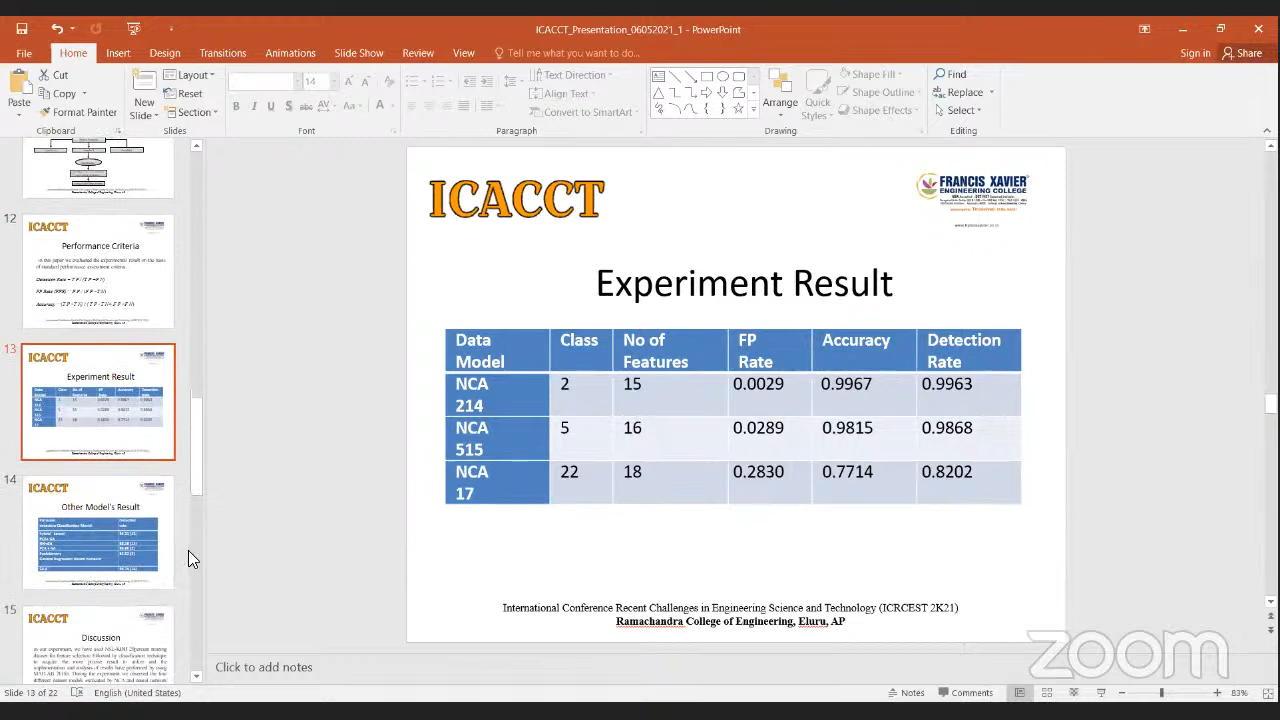 ICACCT_Presentation_06052021_1 - PowerPoint
File Home Insert Design Transitions Animations Slide Show Review View Tell me what you want to do...
Sign in Share
Paste
Cut
Copy
Format Painter
Clipboard
New Slide
Layout
Reset
Section
Slides
14
Font
Text Direction
Align Text
Convert to SmartArt
Paragraph
Arrange
Quick Styles
Shape Fill
Shape Outline
Shape Effects
Drawing
Find
Replace
Select
Editing
12
ICACCT
Performance Criteria
13
ICACCT
Experiment Result
14
ICACCT
Other Model's Result
15
ICACCT
Discussion
ICACCT
FRANCIS XAVIER
ENGINEERING COLLEGE
Experiment Result
Data Model Class No of Features FP Rate Accuracy Detection Rate
NCA 214 2 15 0.0029 0.9967 0.9963
NCA 515 5 16 0.0289 0.9815 0.9868
NCA 17 22 18 0.2830 0.7714 0.8202
International Conference Recent Challenges in Engineering Science and Technology (ICRCEST 2K21)
Ramachandra College of Engineering, Eluru, AP
zoom
Click to add notes
Slide 13 of 22 English (United States) Notes Comments 83%